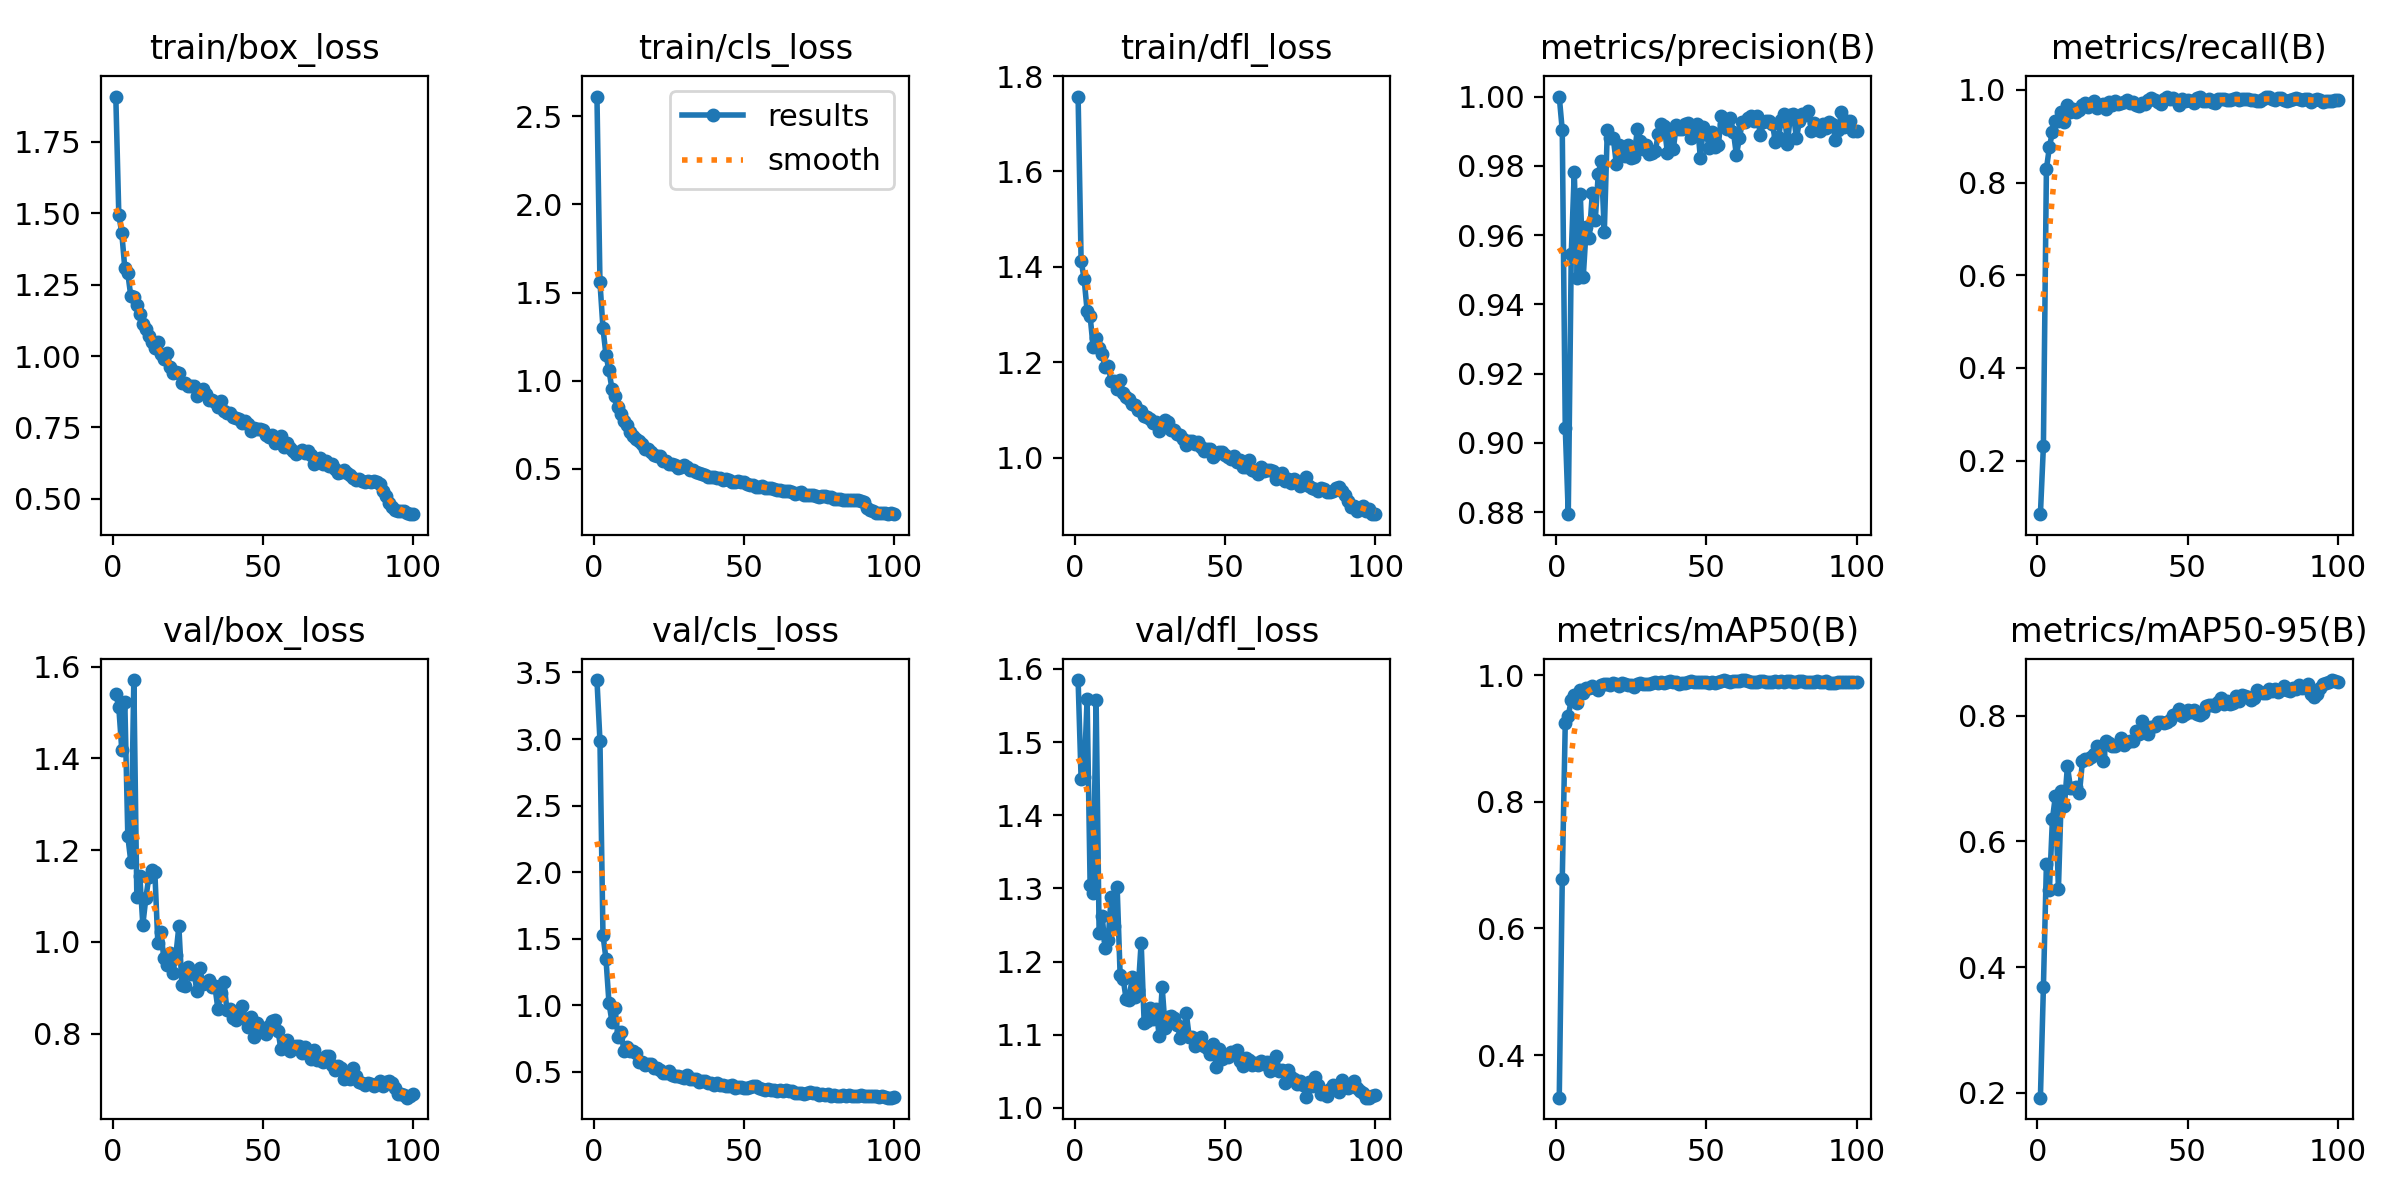 train/box_loss
1.75
1.50
1.25
1.00
0.75
0.50
0 50 100
train/cls_loss
results
smooth
2.5
2.0
1.5
1.0
0.5
0 50 100
train/dfl_loss
1.8
1.6
1.4
1.2
1.0
0 50 100
metrics/precision(B)
1.00
0.98
0.96
0.94
0.92
0.90
0.88
0 50 100
metrics/recall(B)
1.0
0.8
0.6
0.4
0.2
0 50 100
val/box_loss
1.6
1.4
1.2
1.0
0.8
0 50 100
val/cls_loss
3.5
3.0
2.5
2.0
1.5
1.0
0.5
0 50 100
val/dfl_loss
1.6
1.5
1.4
1.3
1.2
1.1
1.0
0 50 100
metrics/mAP50(B)
1.0
0.8
0.6
0.4
0 50 100
metrics/mAP50-95(B)
0.8
0.6
0.4
0.2
0 50 100